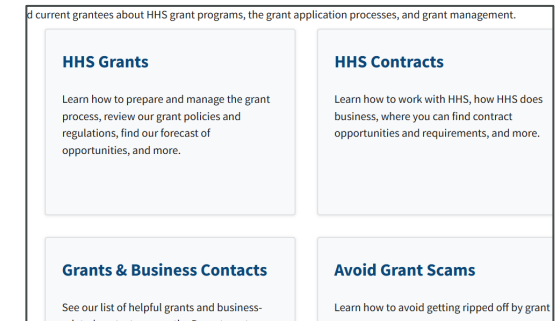 d current grantees about HHS grant programs, the grant application processes, and grant management.
HHS Grants
Learn how to prepare and manage the grant
process, review our grant policies and
regulations, find our forecast of
opportunities, and more.
HHS Contracts
Learn how to work with HHS, how HHS does
business, where you can find contract
opportunities and requirements, and more.
Grants & Business Contacts
See our list of helpful grants and business-
Avoid Grant Scams
Learn how to avoid getting ripped off by grant